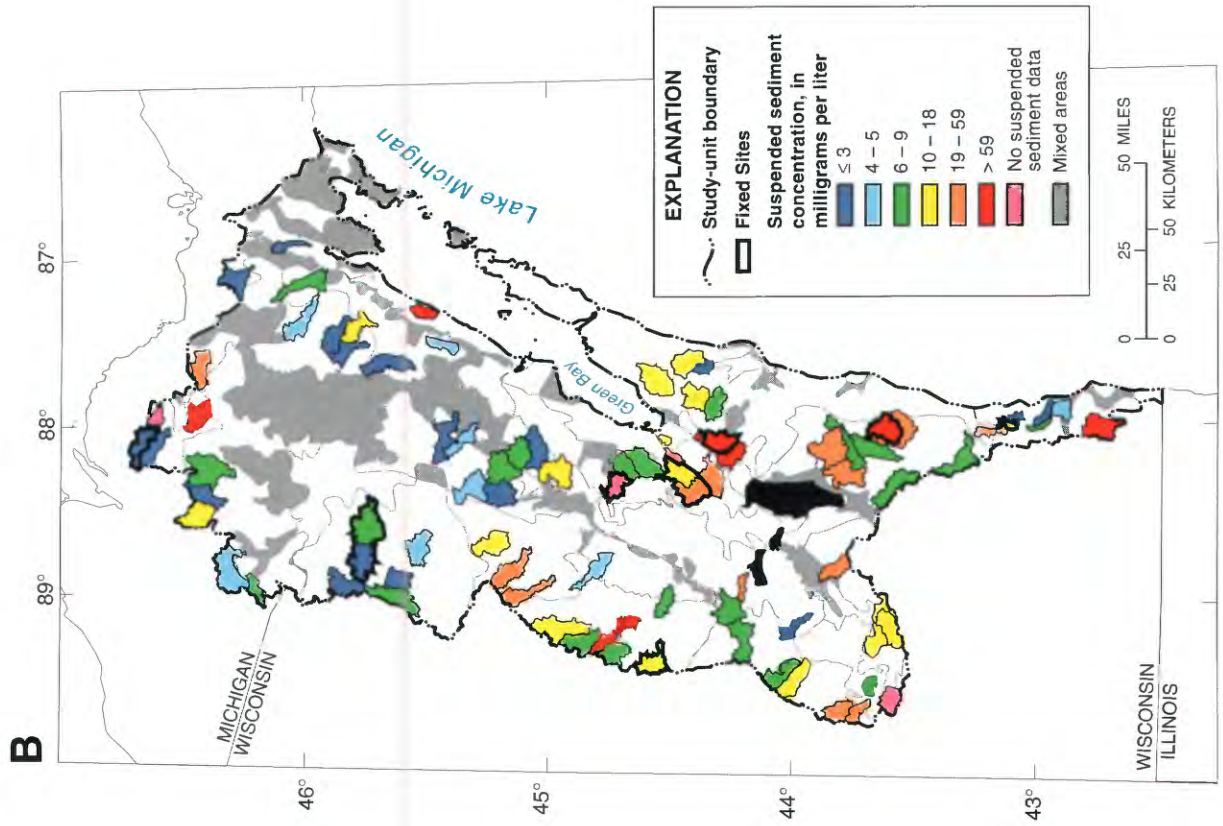 B
89°
88°
87°
46°
45°
44°
43°
MICHIGAN
WISCONSIN
Lake Michigan
Green Bay
WISCONSIN
ILLINOIS
EXPLANATION
Study-unit boundary
Fixed Sites
Suspended sediment
concentration, in
milligrams per liter
≤ 3
4 – 5
6 – 9
10 – 18
19 – 59
> 59
No suspended
sediment data
Mixed areas
0 25 50 MILES
0 25 50 KILOMETERS